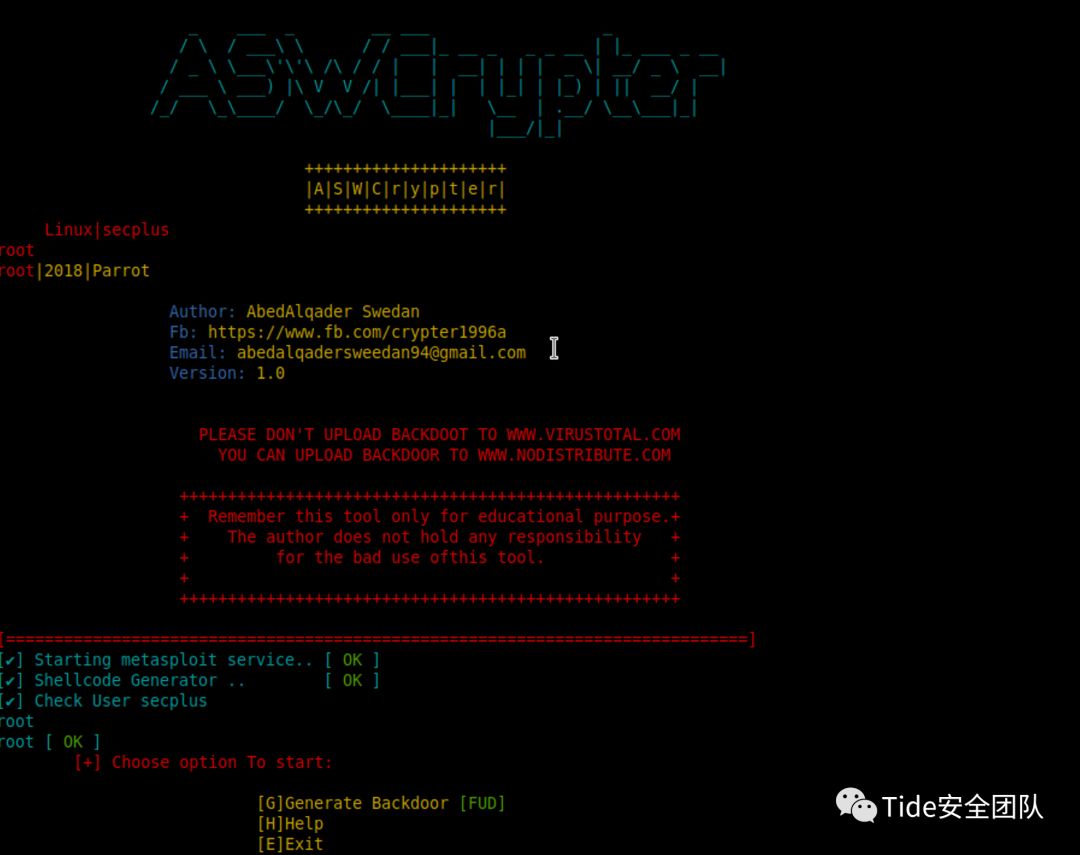 ASWCrypter
+++++++++++++++++++++
|A|S|W|C|r|y|p|t|e|r|
+++++++++++++++++++++
Linux|secplus
root
root|2018|Parrot
Author: AbedAlqader Swedan
Fb: https://www.fb.com/crypter1996a
Email: abedalqadersweedan94@gmail.com
Version: 1.0
PLEASE DON'T UPLOAD BACKDOOT TO WWW.VIRUSTOTAL.COM
YOU CAN UPLOAD BACKDOOR TO WWW.NODISTRIBUTE.COM
++++++++++++++++++++++++++++++++++++++++++++++++++++
+ Remember this tool only for educational purpose.+
+ The author does not hold any responsibility +
+ for the bad use ofthis tool. +
+ +
++++++++++++++++++++++++++++++++++++++++++++++++++++
[=============================================================================]
[✔] Starting metasploit service.. [ OK ]
[✔] Shellcode Generator .. [ OK ]
[✔] Check User secplus
root
root [ OK ]
[+] Choose option To start:
[G]Generate Backdoor [FUD]
[H]Help
[E]Exit
Tide安全团队